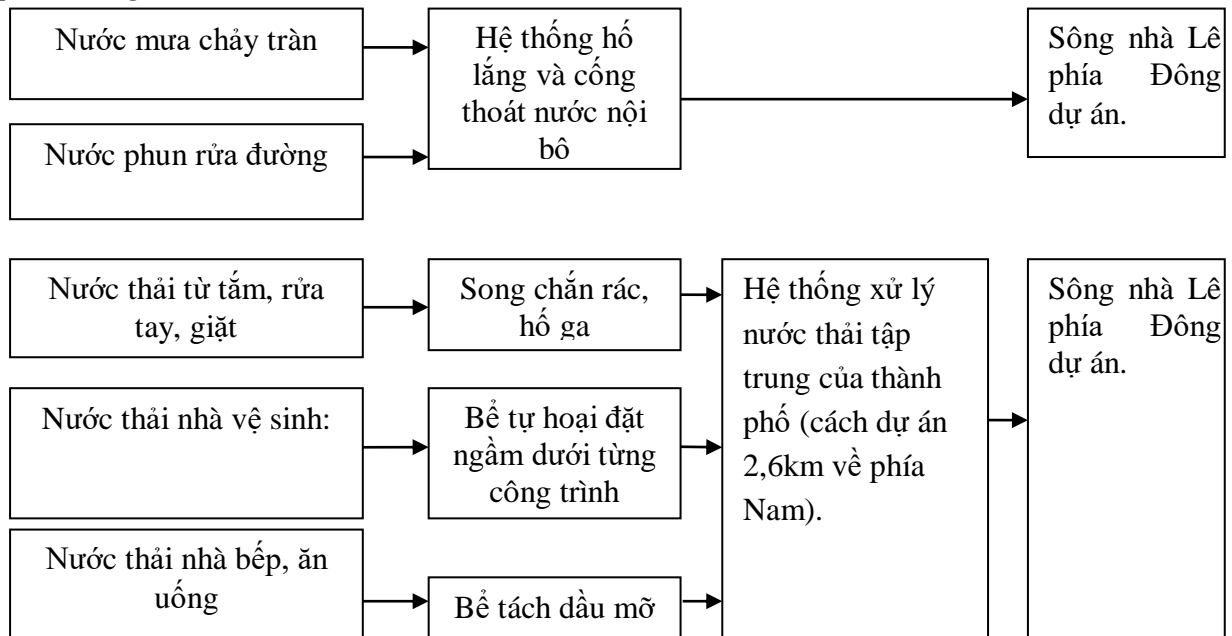 Nước mưa chảy tràn
Nước phun rửa đường
Hệ thống hố
lắng và cống
thoát nước nội
bô
Sông nhà Lê
phía Đông
dự án.
Nước thải từ tắm, rửa
tay, giặt
Song chắn rác,
hố ga
Nước thải nhà vệ sinh:
Bể tự hoại đặt
ngầm dưới từng
công trình
Nước thải nhà bếp, ăn
uống
Bể tách dầu mỡ
Hệ thống xử lý
nước thải tập
trung của thành
phố (cách dự án
2,6km về phía
Nam).
Sông nhà Lê
phía Đông
dự án.